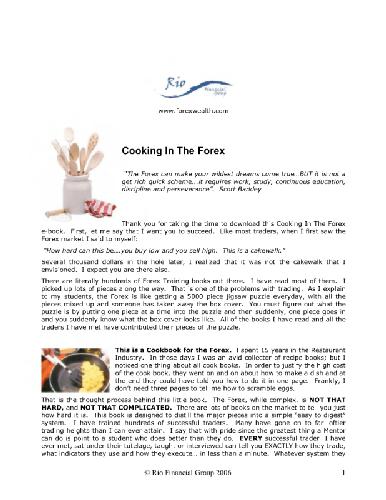 Rio
Financial
Group
www.forexwealth.com
Cooking In The Forex
"The Forex can make your wildest dreams come true..BUT it is not a
get rich quick scheme...it requires work, study, continuous education,
discipline and perseverance". Scott Barkley
Thank you for taking the time to download this Cooking In The Forex
e-book. First, let me say that I want you to succeed. Like most traders, when I first saw the
Forex market I said to myself:
"How hard can this be....you buy low and you sell high. This is a cakewalk."
Several thousand dollars in the hole later, I realized that it was not the cakewalk that I
envisioned. I expect you are there also.
There are literally hundreds of Forex Training books out there. I have read most of them. I
picked up lots of pieces along the way. That is one of the problems with trading. As I explain
to my students, the Forex is like getting a 5000 piece jigsaw puzzle everyday, with all the
pieces mixed up and someone has taken away the box cover. You must figure out what the
puzzle is by putting one piece at a time into the puzzle and then suddenly, one piece goes in
and you suddenly know what the box cover looks like. All of the books I have read and all the
traders I have met have contributed their pieces of the puzzle.
This is a Cookbook for the Forex. I spent 15 years in the Restaurant
Industry. In those days I was an avid collector of recipe books; but I
noticed one thing about all cook books. In order to justify the high cost
of the cook book, they went on and on about how to make a dish and at
the end they could have told you how to do it in one page. Frankly, I
don't need three pages to tell me how to scramble eggs.
That is the thought process behind this little book. The Forex, while complex, is NOT THAT
HARD, and NOT THAT COMPLICATED. There are lots of books on the market to tell you just
how hard it is. This book is designed to distill the major pieces into a simple "easy to digest"
system. I have trained hundreds of successful traders. Many have gone on to far loftier
trading heights than I can ever attain. I say that with pride since the greatest thing a Mentor
can do is point to a student who does better than they do. EVERY successful trader I have
ever met, sat under their tutelage, taught or interviewed can tell you EXACTLY how they trade,
what indicators they use and how they execute... in less than a minute. Whatever system they
© Rio Financial Group 2006 1